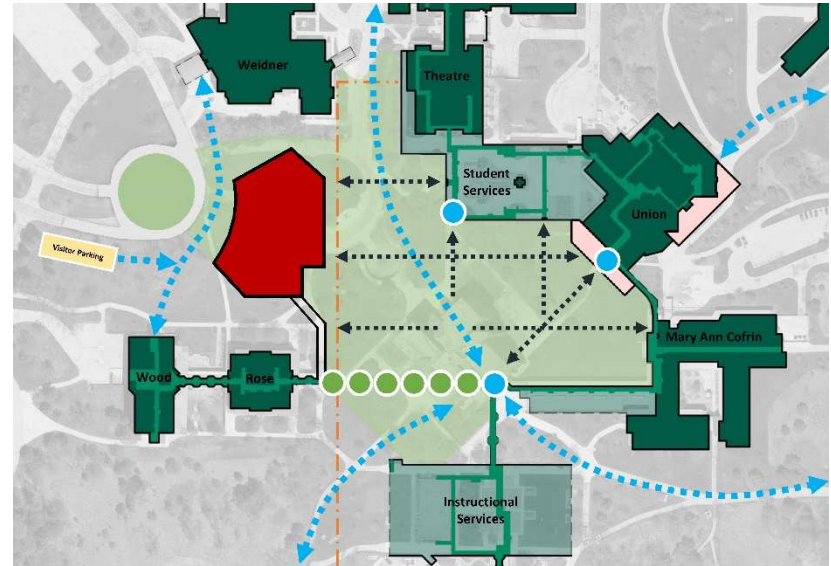 Weidner
Theatre
Student
Services
Union
Visitor Parking
Mary Ann Cofrin
Wood
Rose
Instructional
Services